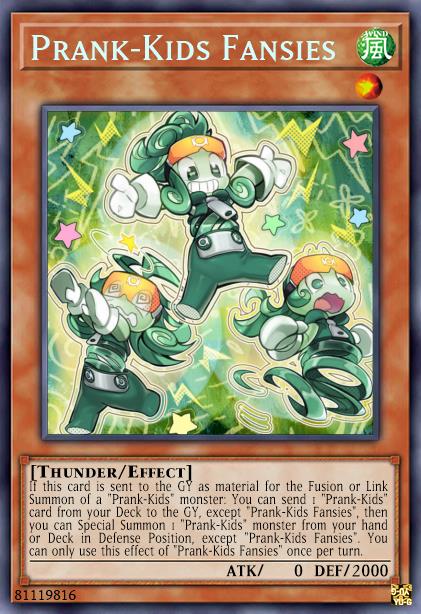 PRANK-KIDS FANSIES
WIND
風
[THUNDER/EFFECT]
If this card is sent to the GY as material for the Fusion or Link
Summon of a "Prank-Kids" monster: You can send 1 "Prank-Kids"
card from your Deck to the GY, except "Prank-Kids Fansies", then
you can Special Summon 1 "Prank-Kids" monster from your hand
or Deck in Defense Position, except "Prank-Kids Fansies". You
can only use this effect of "Prank-Kids Fansies" once per turn.
ATK/ 0 DEF/2000
81119816